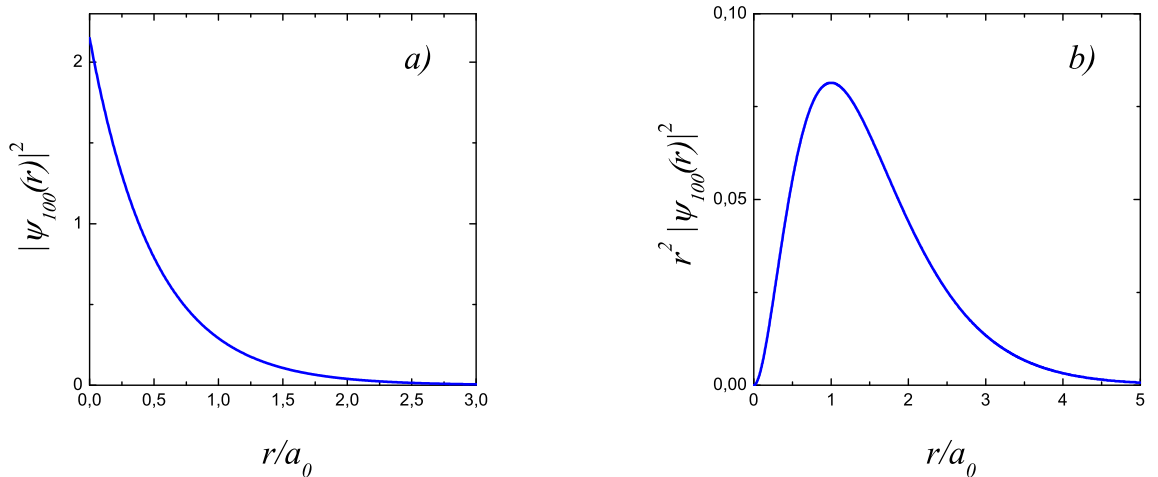 a)
|ψ100(r)|²
2
1
0
0,0 0,5 1,0 1,5 2,0 2,5 3,0
r/a0
b)
r² |ψ100(r)|²
0,10
0,05
0,00
0 1 2 3 4 5
r/a0